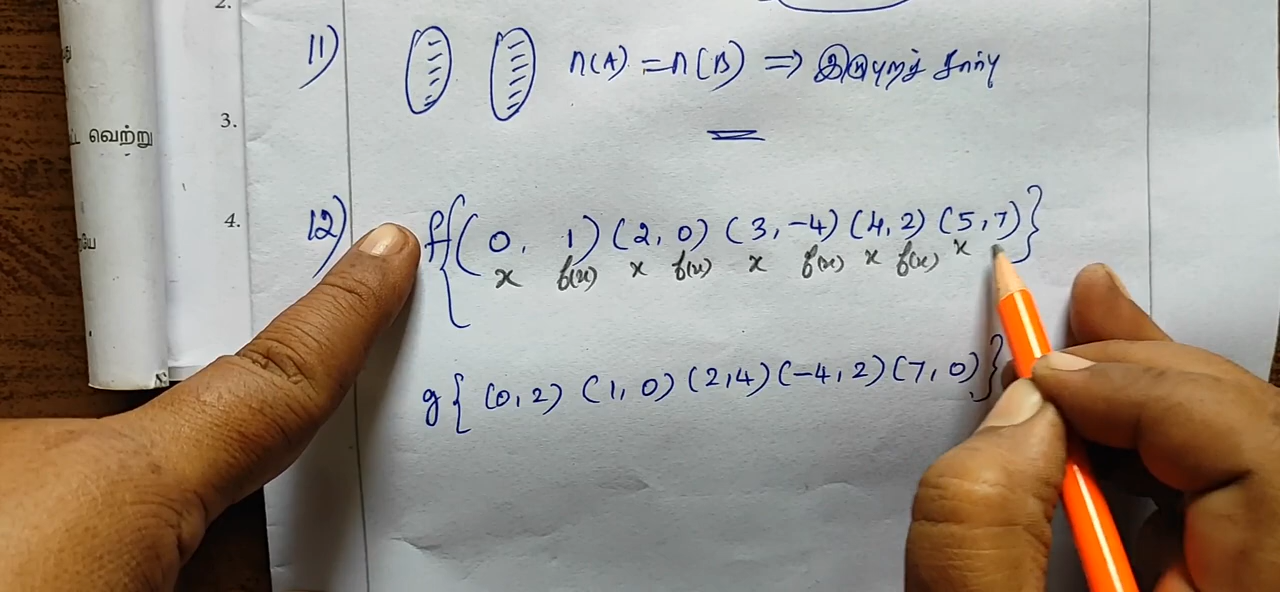 2.
து
ட் வெற்று
றயே
3.
4.
11) n(A) = n(B) => இருபுறச் சார்பு
12) f{(0, 1) (2, 0) (3, -4) (4, 2) (5, 7)}
x f(x) x f(x) x f(x) x f(x) x
g{ (0, 2) (1, 0) (2, 4) (-4, 2) (7, 0)}